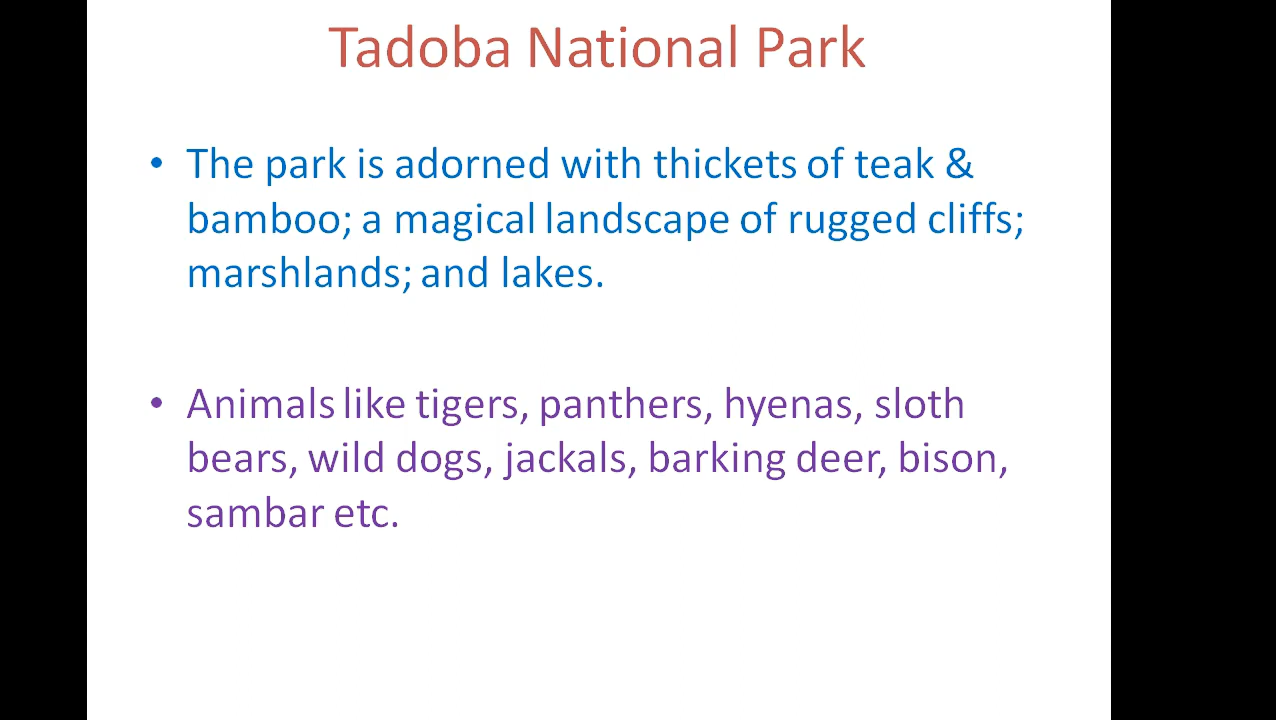 Tadoba National Park
• The park is adorned with thickets of teak &
bamboo; a magical landscape of rugged cliffs;
marshlands; and lakes.
• Animals like tigers, panthers, hyenas, sloth
bears, wild dogs, jackals, barking deer, bison,
sambar etc.